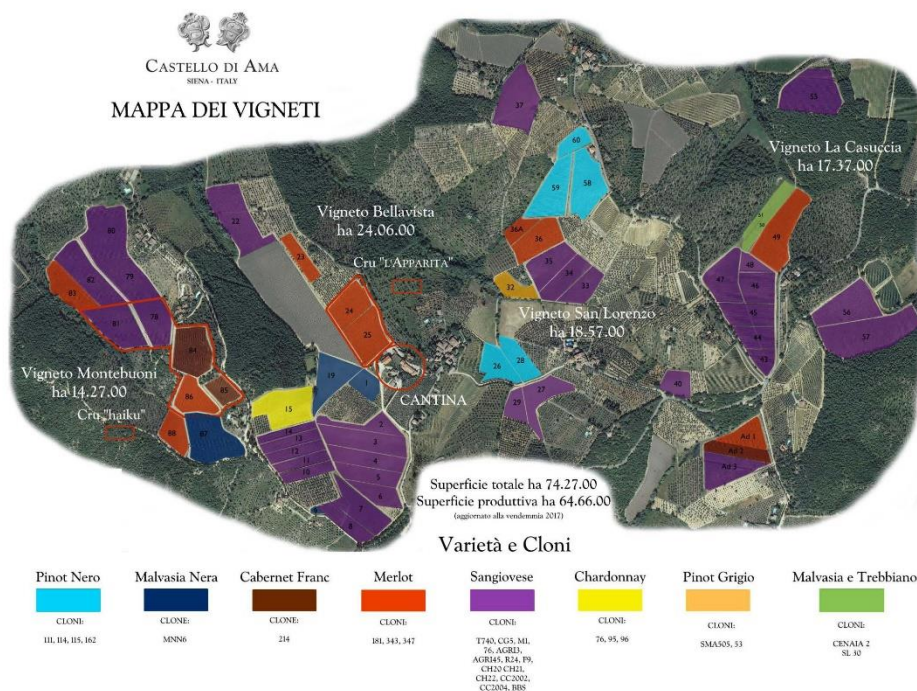 CASTELLO DI AMA
SIENA - ITALY
MAPPA DEI VIGNETI
37
55
60
59
58
Vigneto La Casuccia
ha 17.37.00
22
Vigneto Bellavista
ha 24.06.00
23
Cru "L'APPARITA"
36A
36
35
34
33
32
51
50
49
80
82
79
83
81
78
24
25
48
47
46
45
44
43
56
57
Vigneto San Lorenzo
ha 18.57.00
84
Vigneto Montebuoni
ha 14.27.00
86
85
Cru "haiku"
88
87
19
1
CANTINA
26
28
29
27
40
15
14
13
12
11
10
2
3
4
5
6
7
8
Ad 1
Ad 2
Ad 3
Superficie totale ha 74.27.00
Superficie produttiva ha 64.66.00
(aggiornato alla vendemmia 2017)
Varietà e Cloni
Pinot Nero
CLONI:
111, 114, 115, 162
Malvasia Nera
CLONE:
MNN6
Cabernet Franc
CLONE:
214
Merlot
CLONI:
181, 343, 347
Sangiovese
CLONI:
T740, CG5, M1,
76, AGRI3,
AGRI45, R24, F9,
CH20 CH21,
CH22, CC2002,
CC2004, BB5
Chardonnay
CLONI:
76, 95, 96
Pinot Grigio
CLONI:
SMA505, 53
Malvasia e Trebbiano
CLONI:
CENAIA 2
SL 30